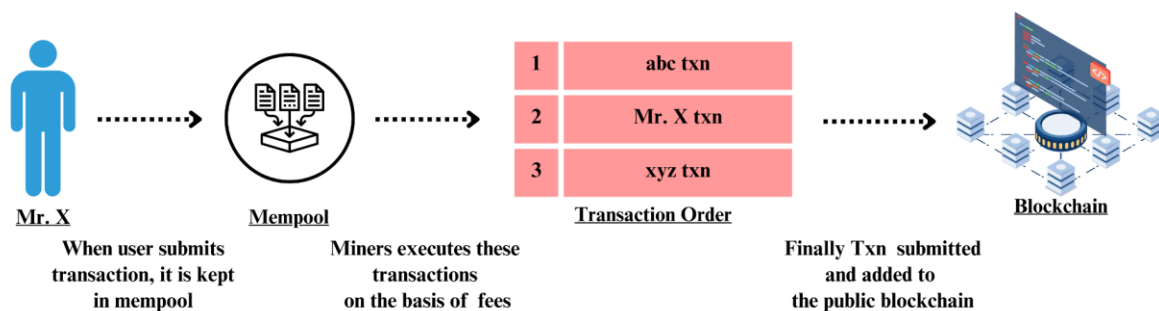 1 abc txn
2 Mr. X txn
3 xyz txn
Mr. X
Mempool
Transaction Order
Blockchain
When user submits
transaction, it is kept
in mempool
Miners executes these
transactions
on the basis of fees
Finally Txn submitted
and added to
the public blockchain